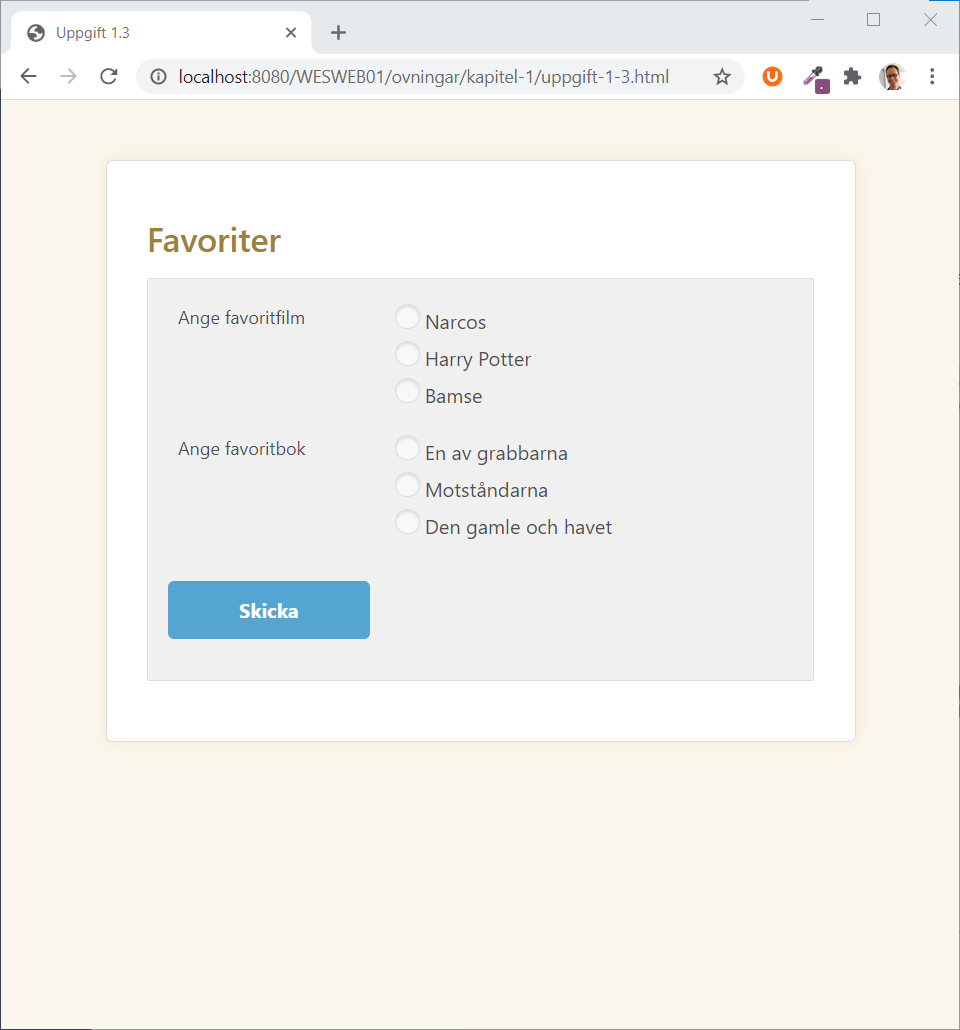 Uppgift 1.3
localhost:8080/WESWEB01/ovningar/kapitel-1/uppgift-1-3.html
Favoriter
Ange favoritfilm
Narcos
Harry Potter
Bamse
Ange favoritbok
En av grabbarna
Motståndarna
Den gamle och havet
Skicka